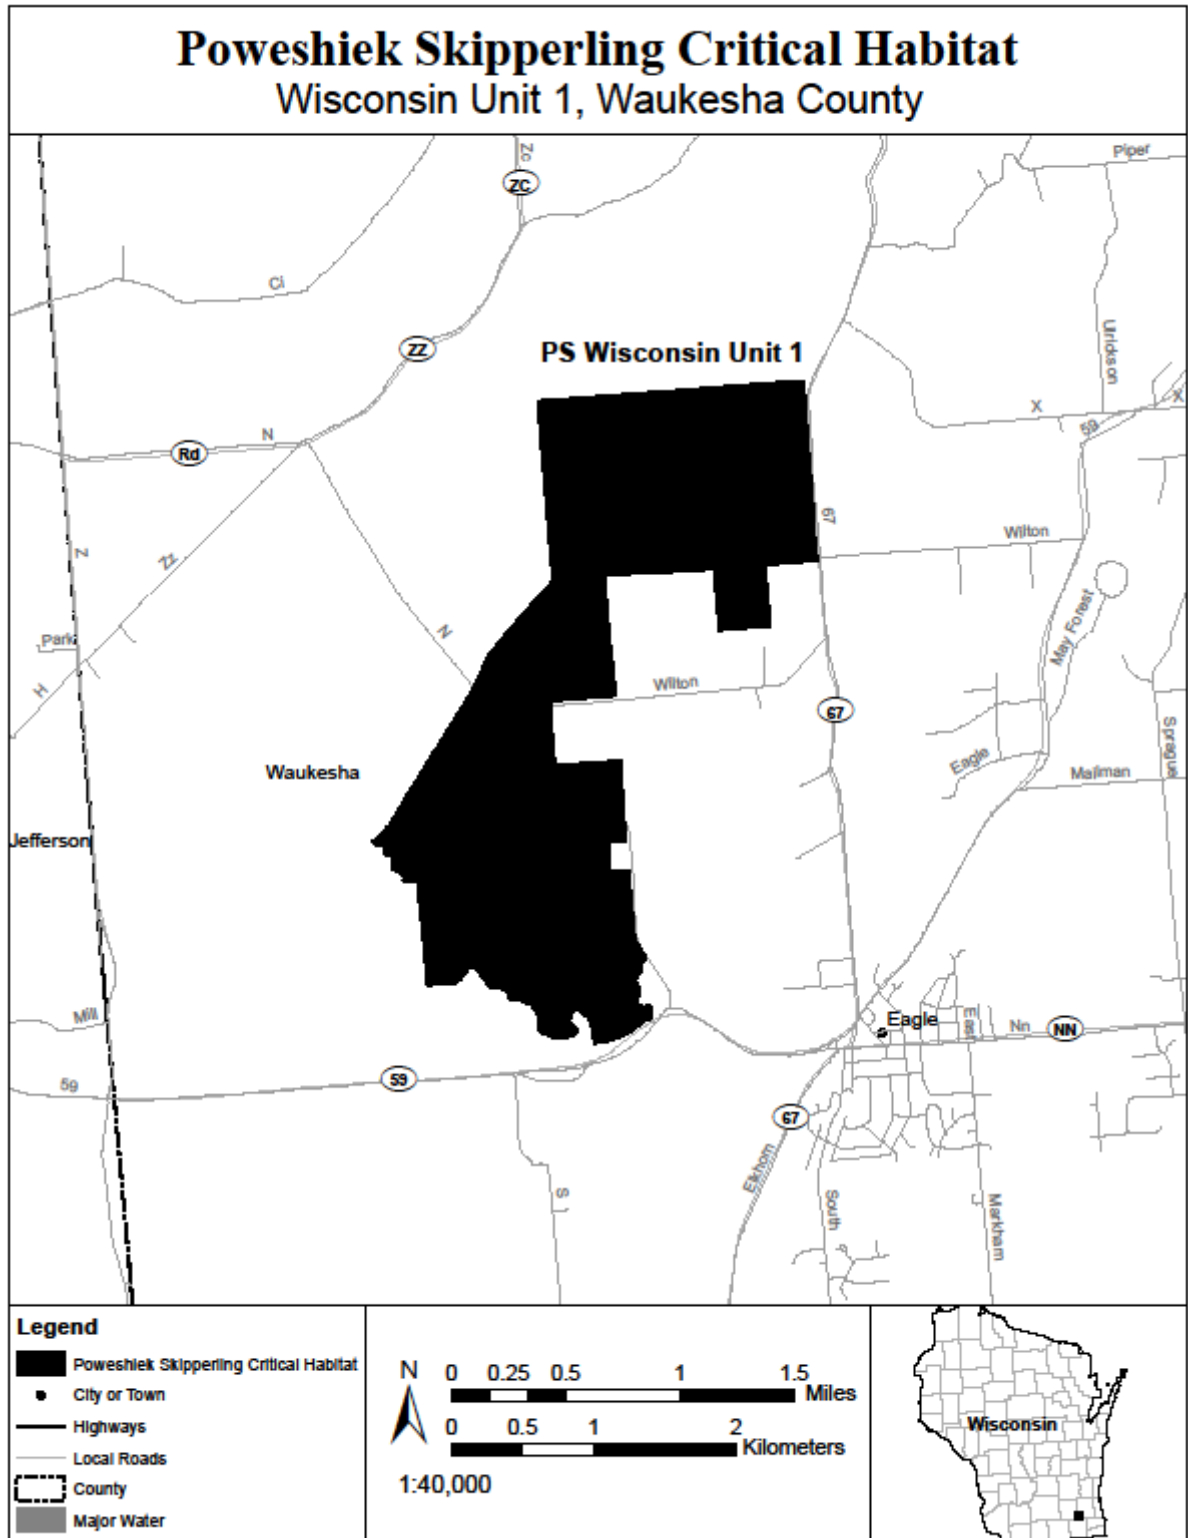 Poweshiek Skipperling Critical Habitat
Wisconsin Unit 1, Waukesha County
Zc
ZC
Piper
Cl
ZZ
PS Wisconsin Unit 1
Ulrickson
X
X
59
N
Rd
67
Wilton
Z
Zz
N
May Forest
Park
H
Wilton
67
Sprague
Eagle
Mallman
Waukesha
Jefferson
Mill
Eagle
East
Nn
NN
59
59
67
Elkhorn
S
South
Markham
Legend
Poweshiek Skipperling Critical Habitat
City or Town
Highways
Local Roads
County
Major Water
N
0 0.25 0.5 1 1.5
Miles
0 0.5 1 2
Kilometers
1:40,000
Wisconsin